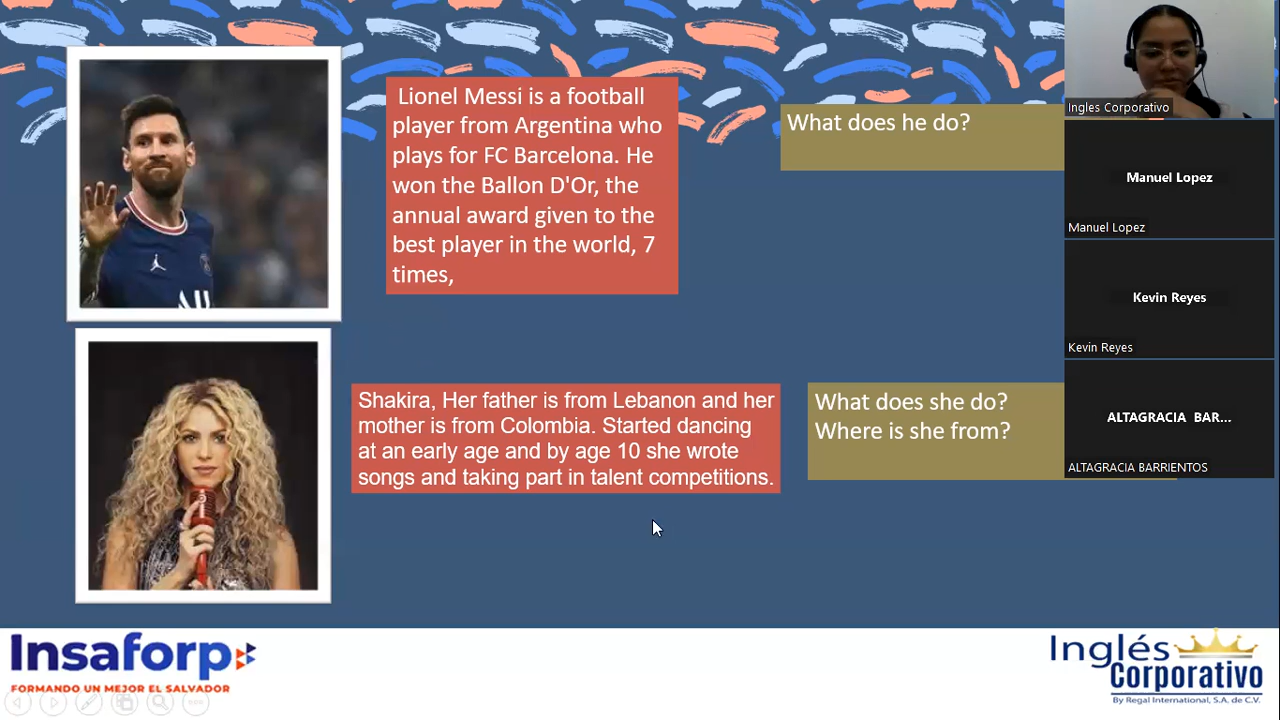 Lionel Messi is a football
player from Argentina who
plays for FC Barcelona. He
won the Ballon D'Or, the
annual award given to the
best player in the world, 7
times,
What does he do?
Shakira, Her father is from Lebanon and her
mother is from Colombia. Started dancing
at an early age and by age 10 she wrote
songs and taking part in talent competitions.
What does she do?
Where is she from?
Ingles Corporativo
Manuel Lopez
Manuel Lopez
Kevin Reyes
Kevin Reyes
ALTAGRACIA BAR...
ALTAGRACIA BARRIENTOS
Insaforp
FORMANDO UN MEJOR EL SALVADOR
Inglés
Corporativo
By Regal International, S.A. de C.V.